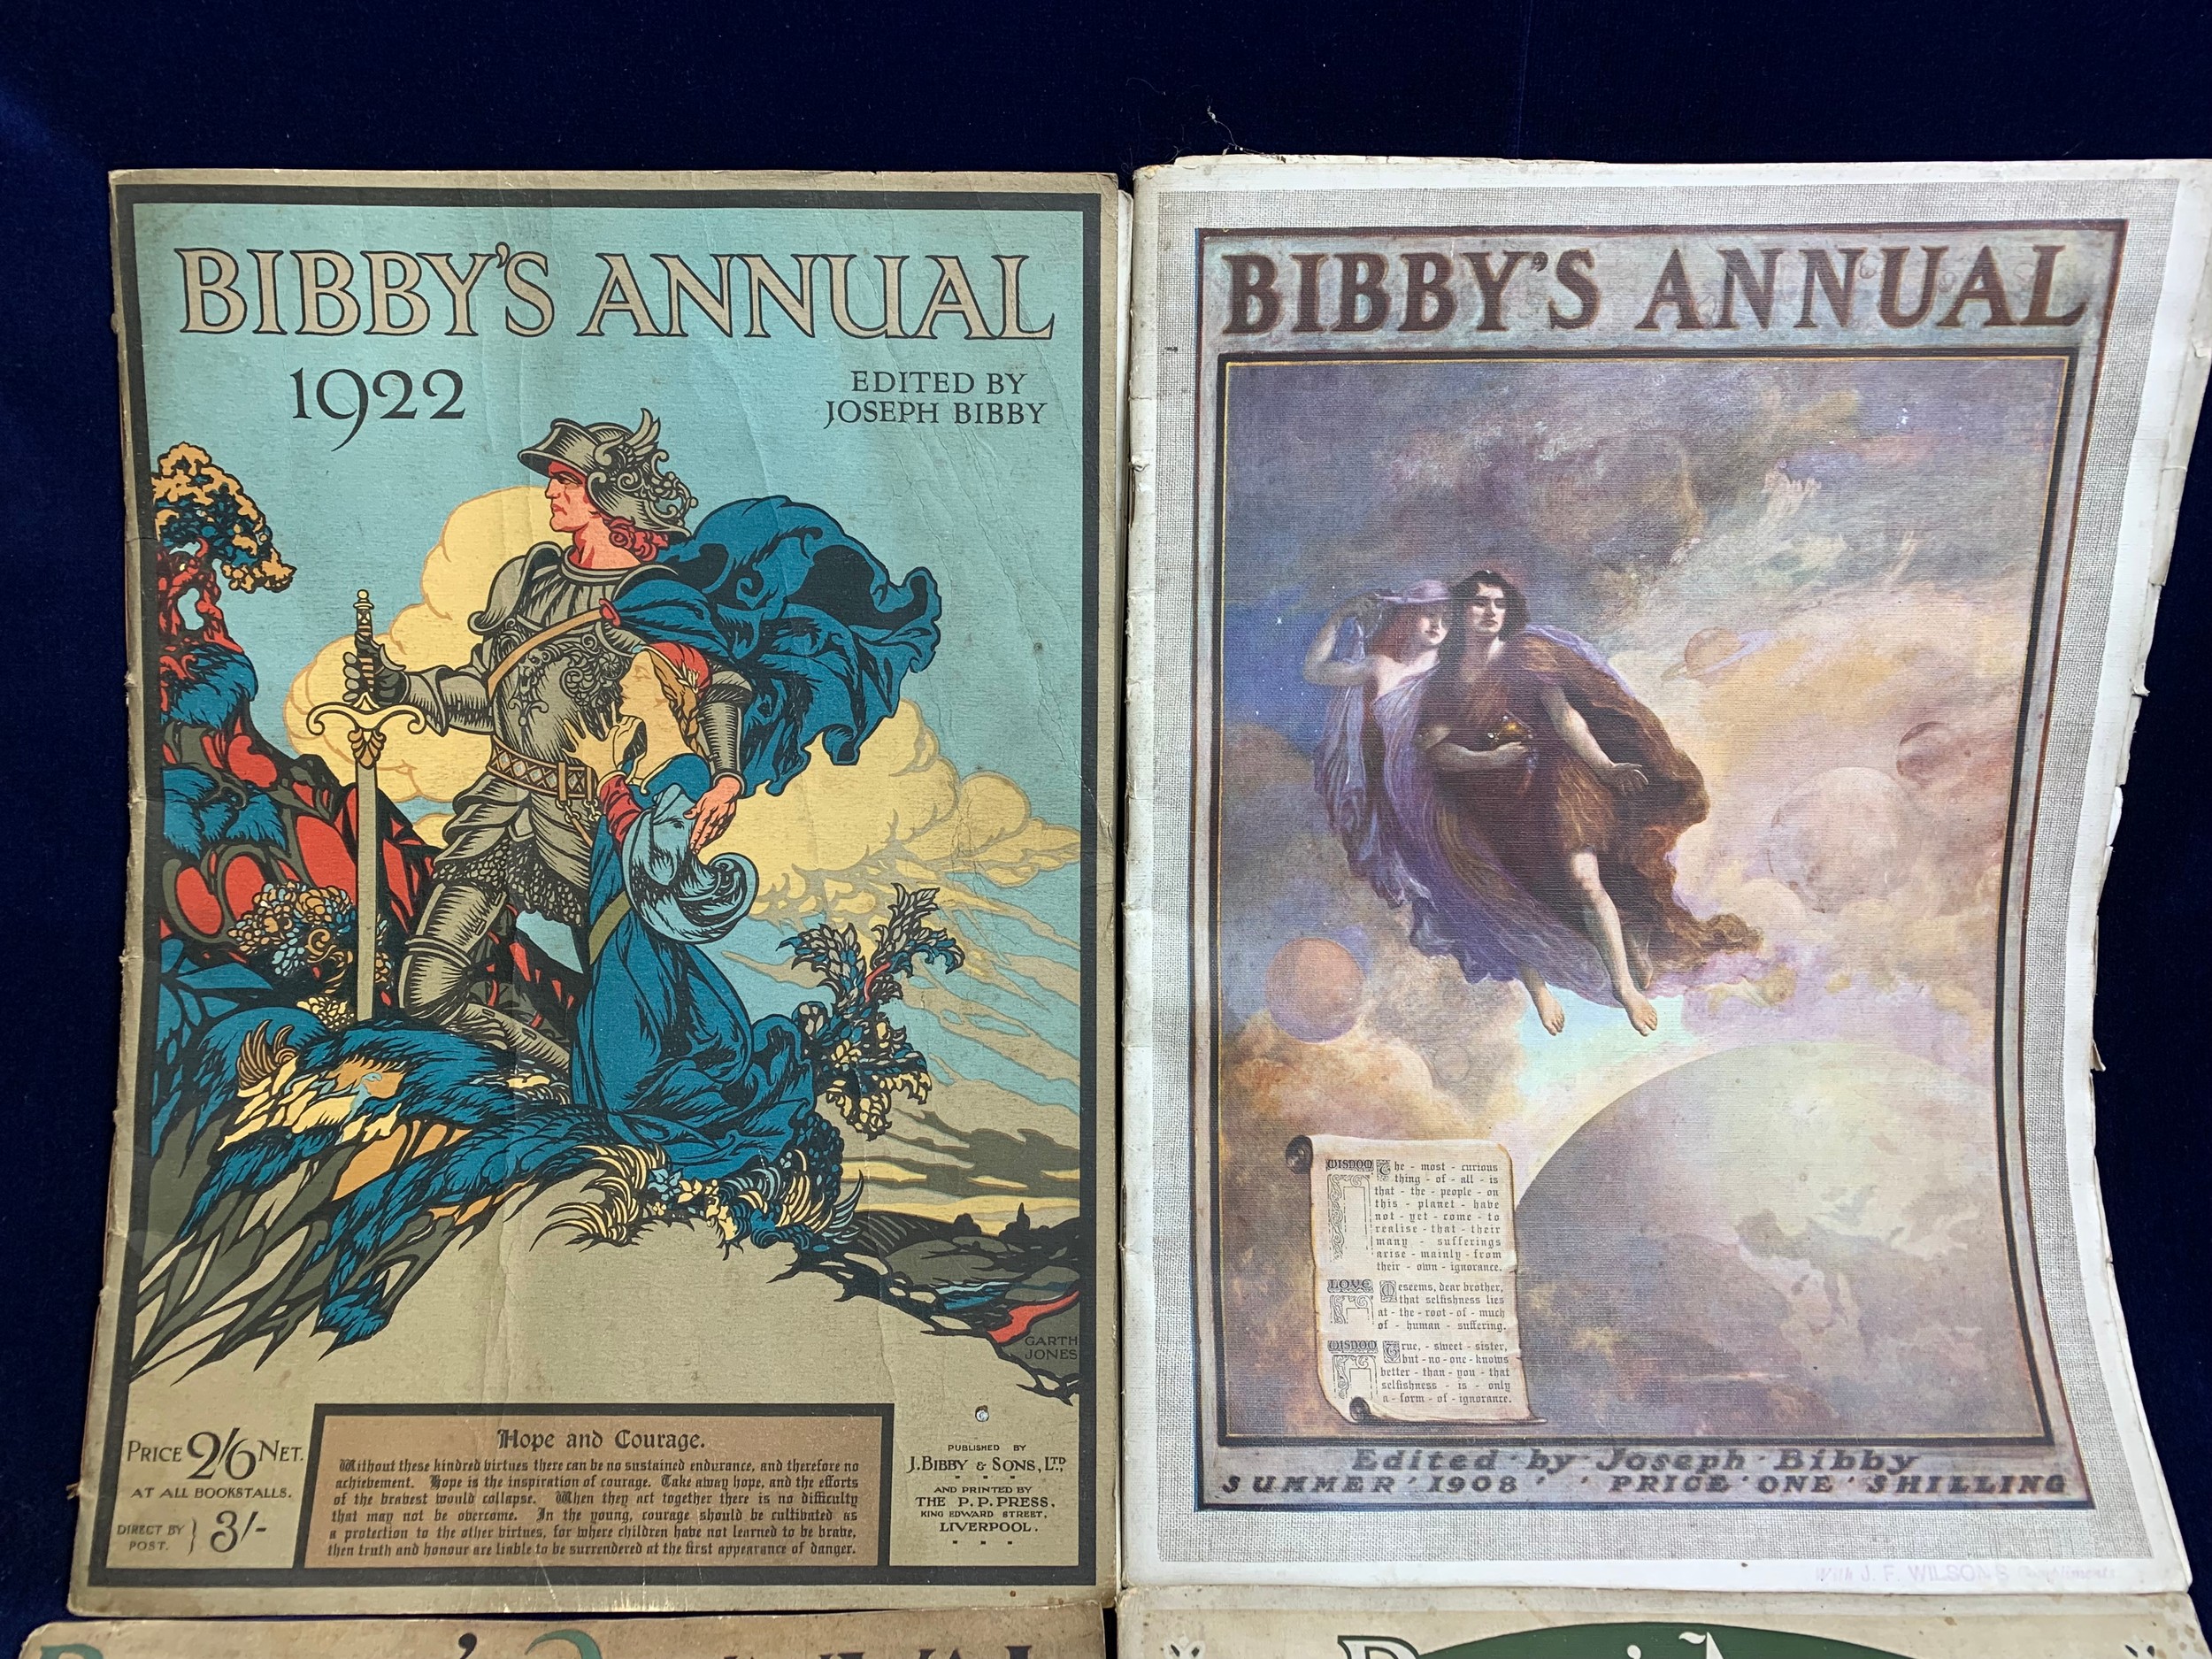 BIBBY'S ANNUAL
1922
EDITED BY
JOSEPH BIBBY
GARTH
JONES
PRICE 2/6 NET.
AT ALL BOOKSTALLS.
DIRECT BY
POST. } 3/-
Hope and Courage.
Without these kindred virtues there can be no sustained endurance, and therefore no
achievement. Hope is the inspiration of courage. Take away hope, and the efforts
of the bravest would collapse. When they act together there is no difficulty
that may not be overcome. In the young, courage should be cultivated as
a protection to the other virtues, for where children have not learned to be brave,
then truth and honour are liable to be surrendered at the first appearance of danger.
PUBLISHED BY
J. BIBBY & SONS, LTD,
AND PRINTED BY
THE P. P. PRESS,
KING EDWARD STREET,
LIVERPOOL.
BIBBY'S ANNUAL
WISDOM The - most - curious
thing - of - all - is
that - the - people - on
this - planet - have
not - yet - come - to
realise - that - their
many - sufferings
arise - mainly - from
their - own - ignorance.
LOVE Meseems, dear brother,
that selfishness lies
at - the - root - of - much
of - human - suffering.
WISDOM True, - sweet - sister,
but - no - one - knows
better - than - you - that
selfishness - is - only
a - form - of - ignorance.
Edited · by · Joseph · Bibby
SUMMER · 1908 · · PRICE · ONE · SHILLING
With J. F. WILSON'S Compliments